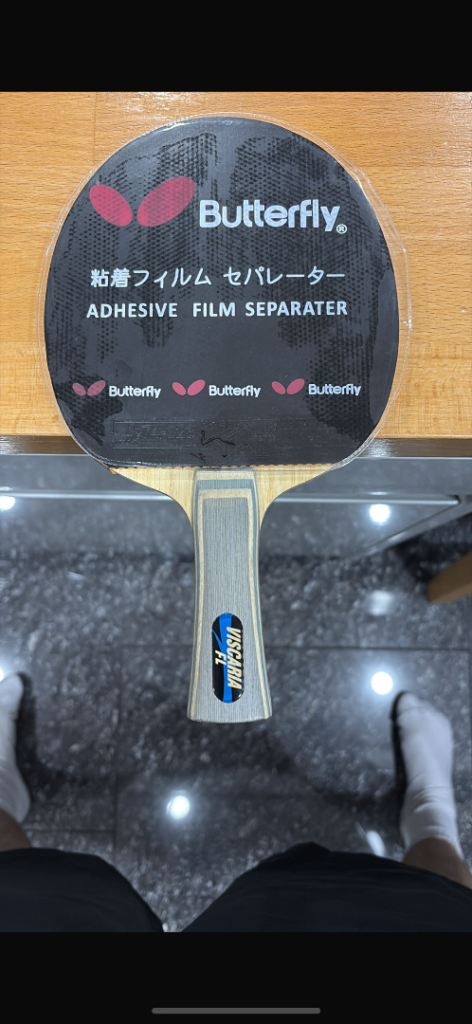 Butterfly®
粘着フィルム セパレーター
ADHESIVE FILM SEPARATER
Butterfly Butterfly Butterfly
VISCARIA
FL